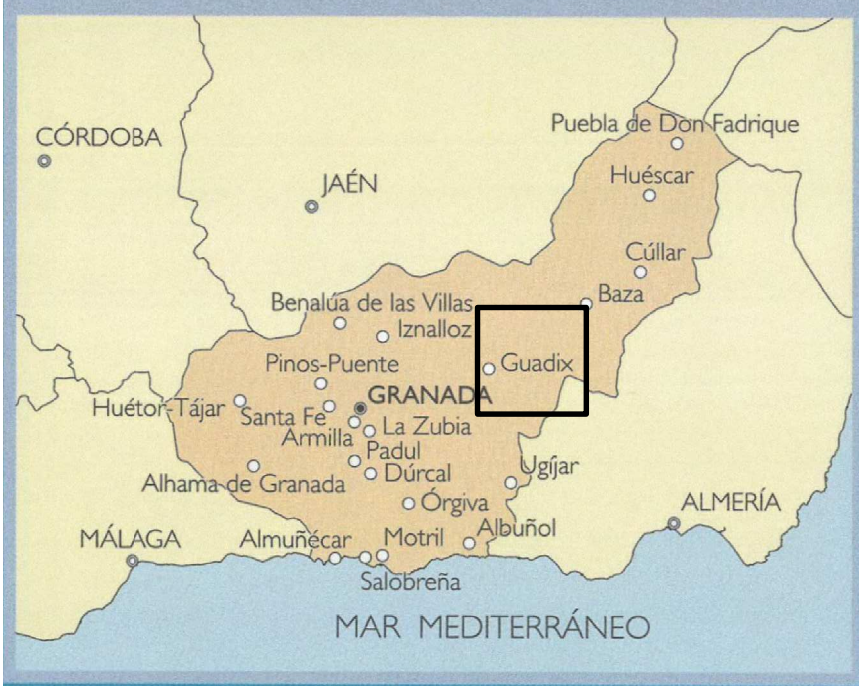 Puebla de Don Fadrique
CÓRDOBA
Huéscar
JAÉN
Cúllar
Baza
Benalúa de las Villas
Iznalloz
Pinos-Puente
Guadix
GRANADA
Huétor-Tájar
Santa Fe
La Zubia
Armilla
Padul
Ugíjar
Dúrcal
Alhama de Granada
Órgiva
ALMERÍA
Albuñol
MÁLAGA
Almuñécar
Motril
Salobreña
MAR MEDITERRÁNEO